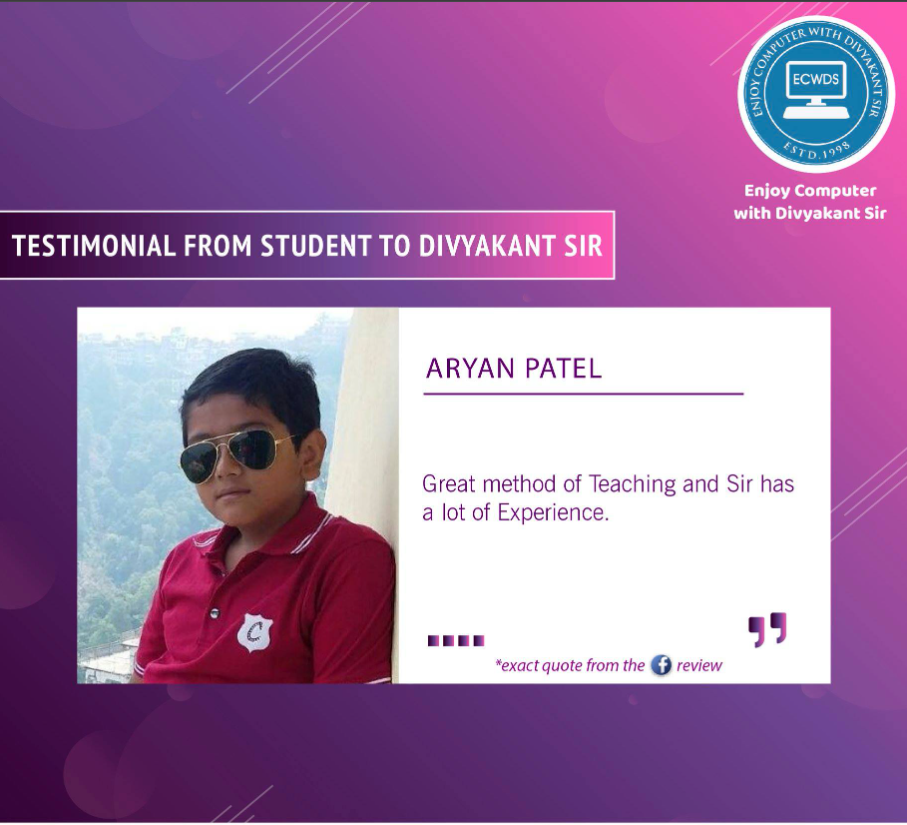 ENJOY COMPUTER WITH DIVYAKANT SIR
ECWDS
ESTD.1998
Enjoy Computer
with Divyakant Sir
TESTIMONIAL FROM STUDENT TO DIVYAKANT SIR
ARYAN PATEL
Great method of Teaching and Sir has
a lot of Experience.
C
"
*exact quote from the f review